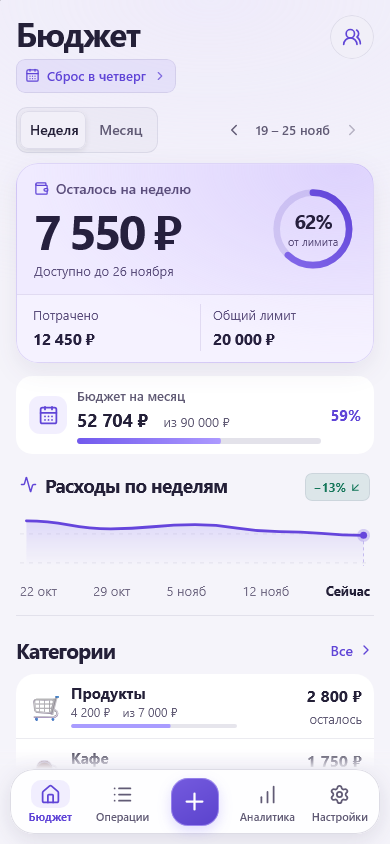 Бюджет
Сброс в четверг
Неделя Месяц 19 – 25 нояб
Осталось на неделю
7 550 ₽
Доступно до 26 ноября
62%
от лимита
Потрачено Общий лимит
12 450 ₽ 20 000 ₽
Бюджет на месяц
52 704 ₽ из 90 000 ₽ 59%
Расходы по неделям –13%
22 окт 29 окт 5 нояб 12 нояб Сейчас
Категории Все
Продукты 2 800 ₽
4 200 ₽ из 7 000 ₽ осталось
Кафе 1 750 ₽
Бюджет Операции Аналитика Настройки